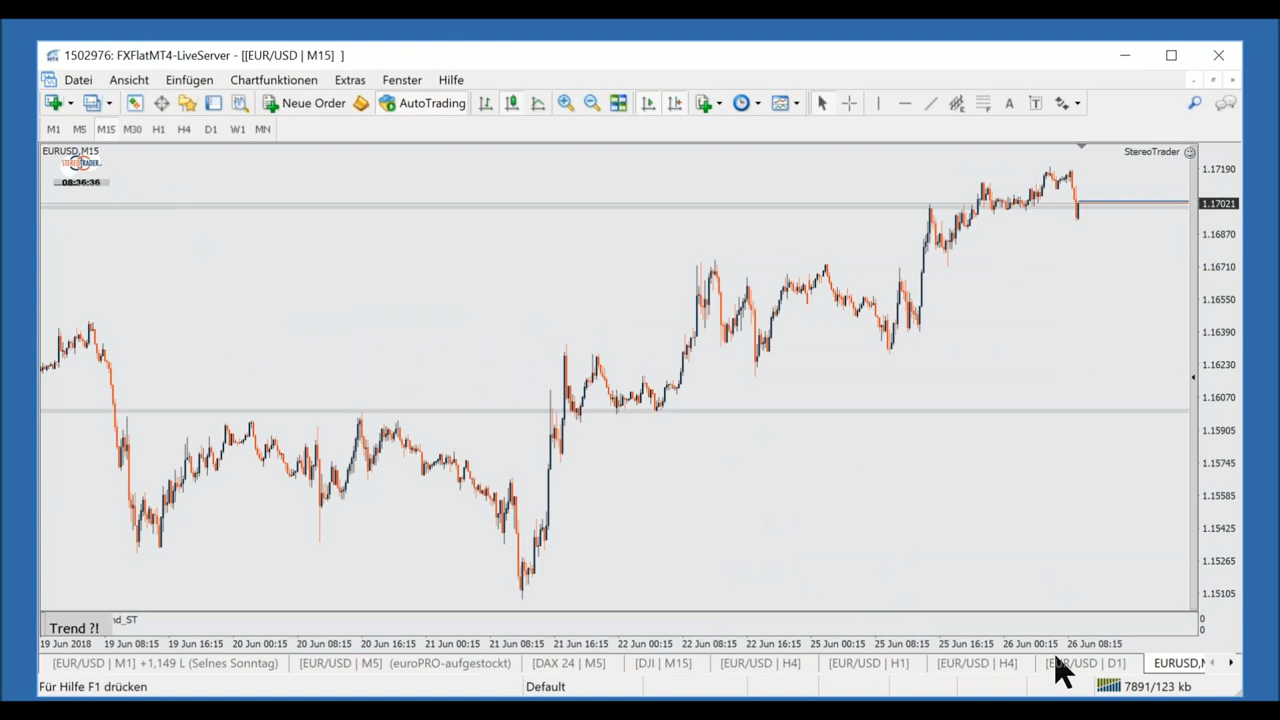 1502976: FXFlatMT4-LiveServer - [[EUR/USD | M15] ]
Datei Ansicht Einfügen Chartfunktionen Extras Fenster Hilfe
Neue Order AutoTrading A T
M1 M5 M15 M30 H1 H4 D1 W1 MN
EURUSD,M15
StereoTrader
STEREOTRADER
08:36:36
1.17190
1.17021
1.16870
1.16710
1.16550
1.16390
1.16230
1.16070
1.15905
1.15745
1.15585
1.15425
1.15265
1.15105
Trend ?! nd_ST
0
0
19 Jun 2018 19 Jun 08:15 19 Jun 16:15 20 Jun 00:15 20 Jun 08:15 20 Jun 16:15 21 Jun 00:15 21 Jun 08:15 21 Jun 16:15 22 Jun 00:15 22 Jun 08:15 22 Jun 16:15 25 Jun 00:15 25 Jun 08:15 25 Jun 16:15 26 Jun 00:15 26 Jun 08:15
[EUR/USD | M1] +1,149 L (Selnes Sonntag) [EUR/USD | M5] (euroPRO-aufgestockt) [DAX 24 | M5] [DJI | M15] [EUR/USD | H4] [EUR/USD | H1] [EUR/USD | H4] [EUR/USD | D1] EURUSD,M
Für Hilfe F1 drücken Default 7891/123 kb